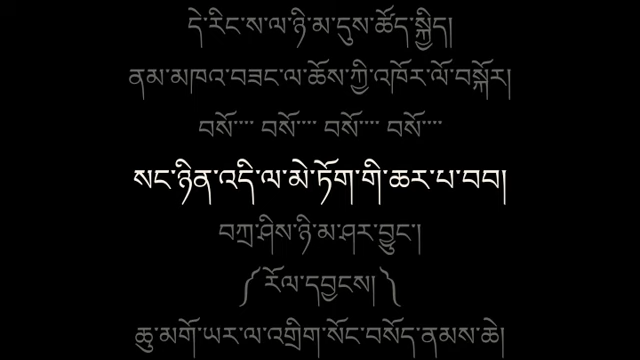 དེ་རིང་ས་ལ་ཉི་མ་དུས་ཚོད་སྐྱིད།
ནམ་མཁའ་བཟང་ལ་ཆོས་ཀྱི་འཁོར་ལོ་བསྐོར།
བསོ་་་་ བསོ་་་་ བསོ་་་་ བསོ་་་་
སང་ཉིན་འདི་ལ་མེ་ཏོག་གི་ཆར་པ་བབ།
བཀྲ་ཤིས་ཉི་མ་ཤར་བྱུང་།
༼ རོལ་དབྱངས། ༽
ཆུ་མགོ་ཡར་ལ་འགྲིག་སོང་བསོད་ནམས་ཆེ།